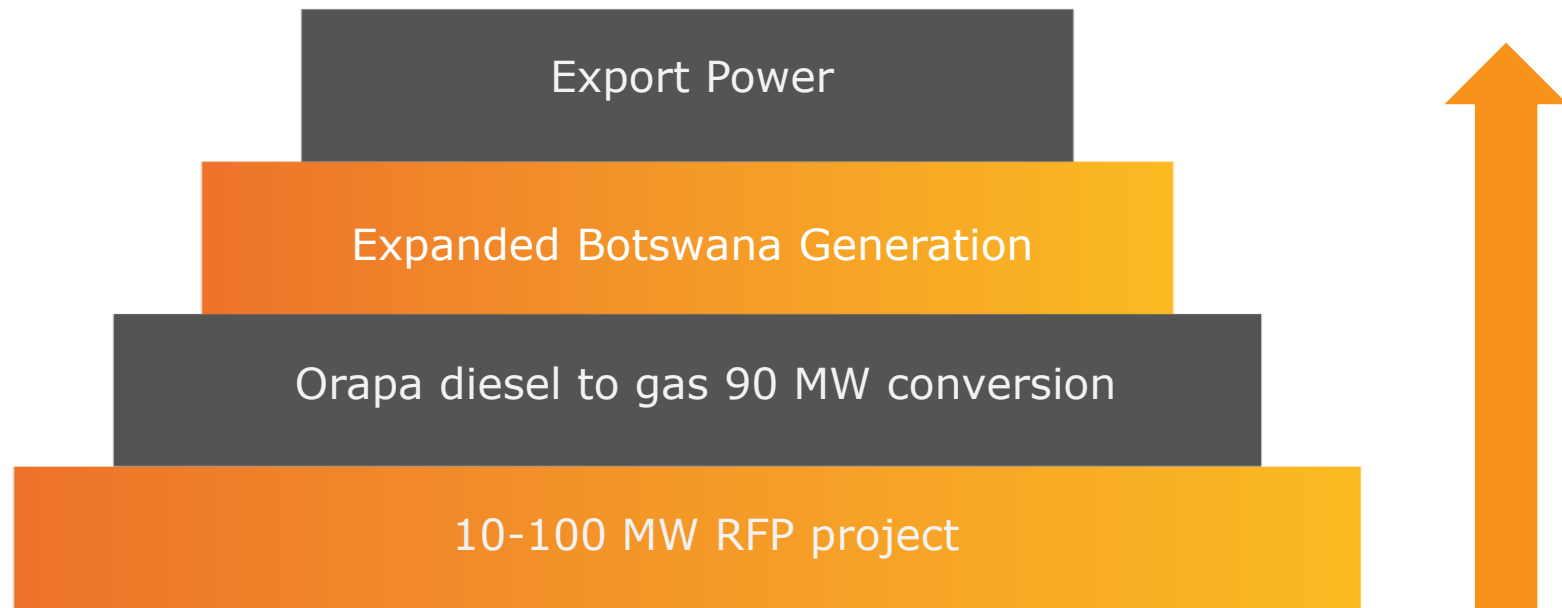 Export Power
Expanded Botswana Generation
Orapa diesel to gas 90 MW conversion
10-100 MW RFP project